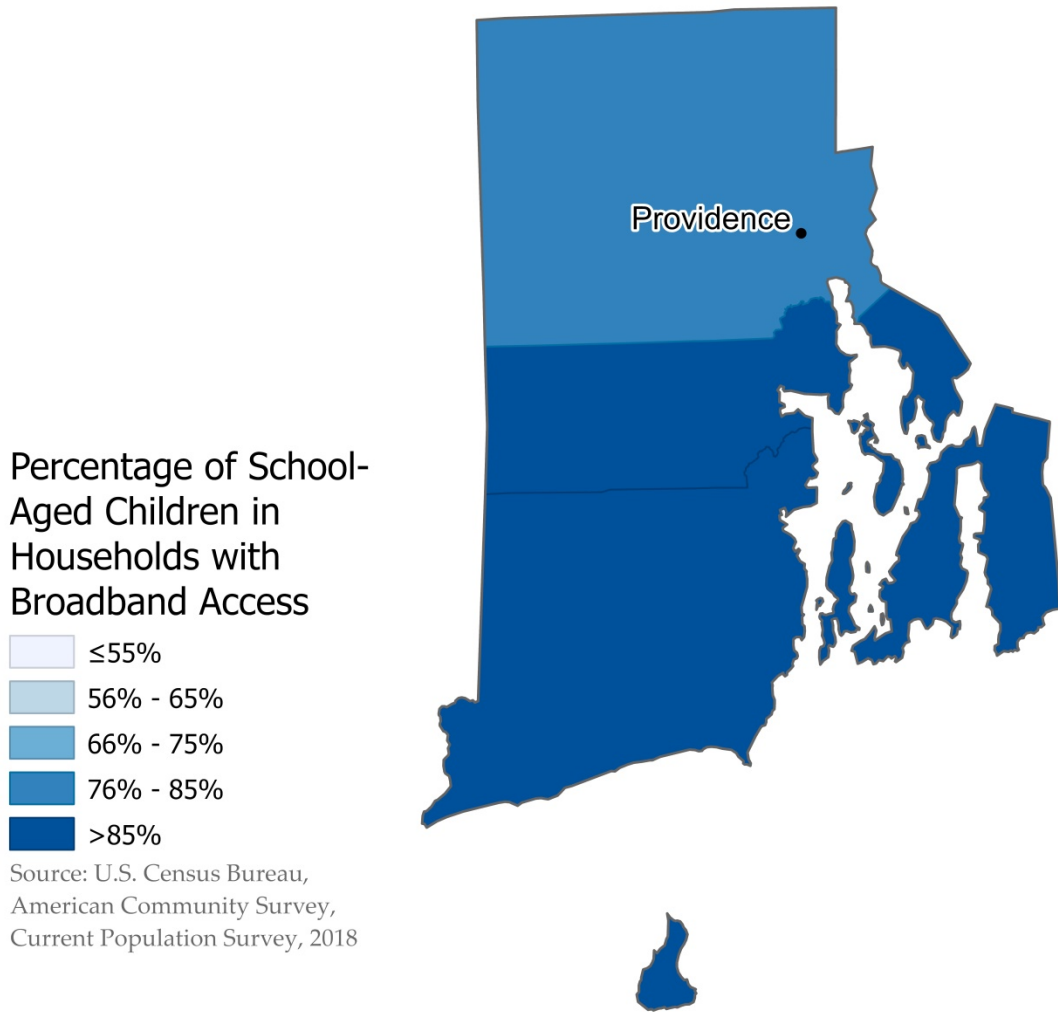 Providence
Percentage of School-
Aged Children in
Households with
Broadband Access
≤55%
56% - 65%
66% - 75%
76% - 85%
>85%
Source: U.S. Census Bureau,
American Community Survey,
Current Population Survey, 2018